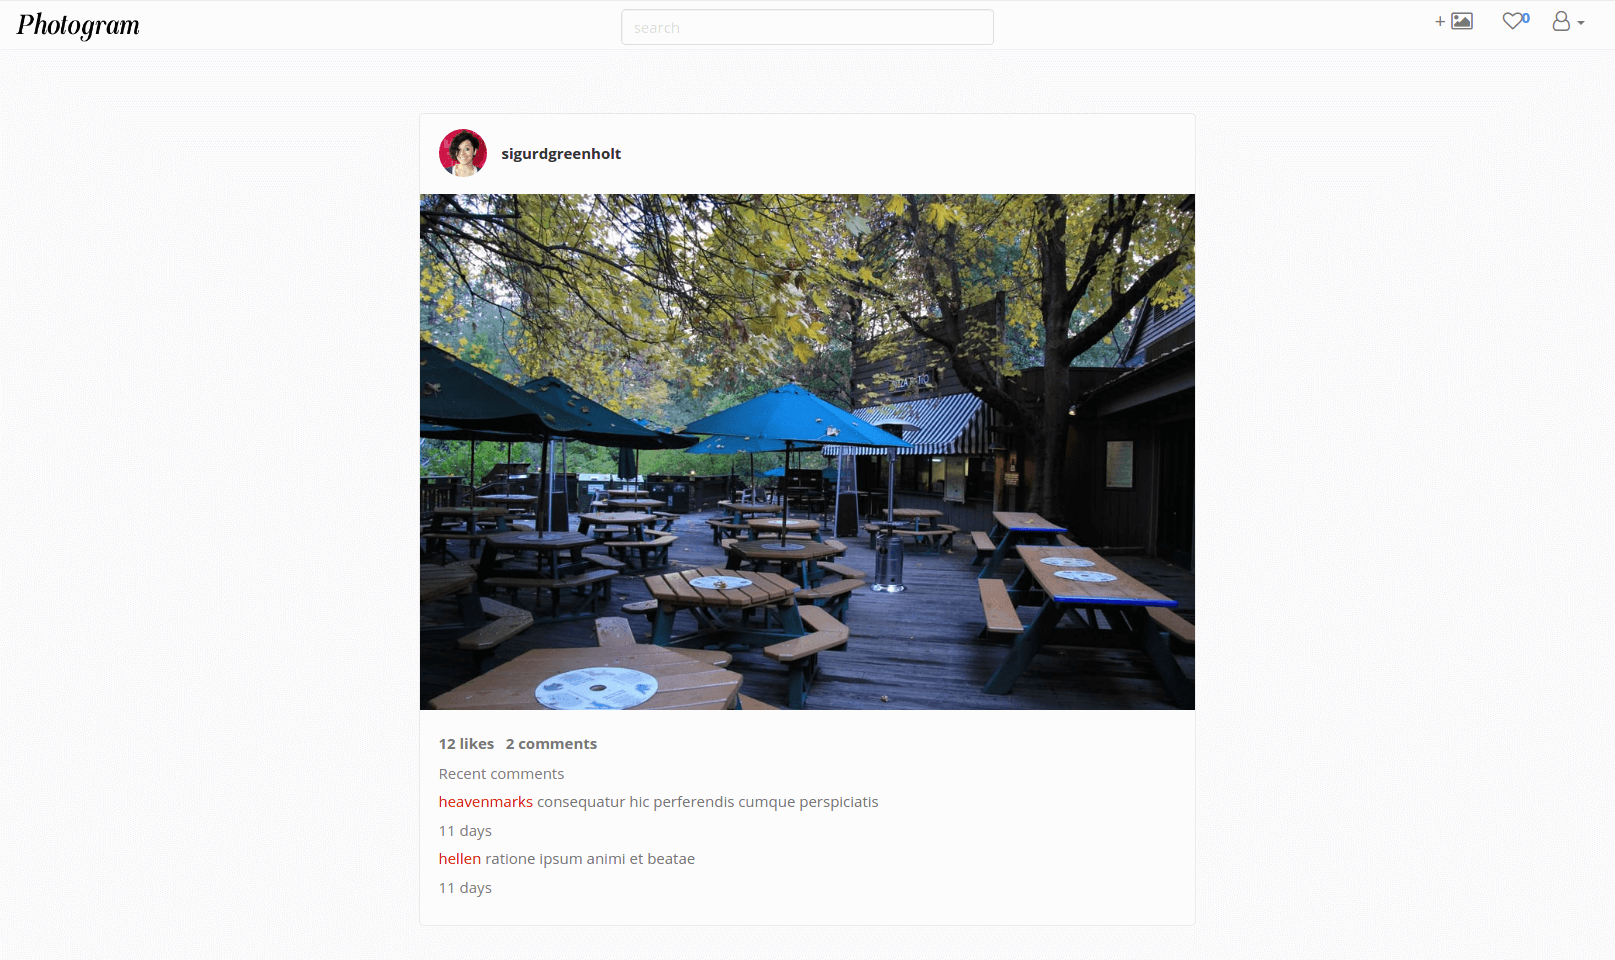 Photogram
search
+
0
sigurdgreenholt
12 likes 2 comments
Recent comments
heavenmarks consequatur hic perferendis cumque perspiciatis
11 days
hellen ratione ipsum animi et beatae
11 days